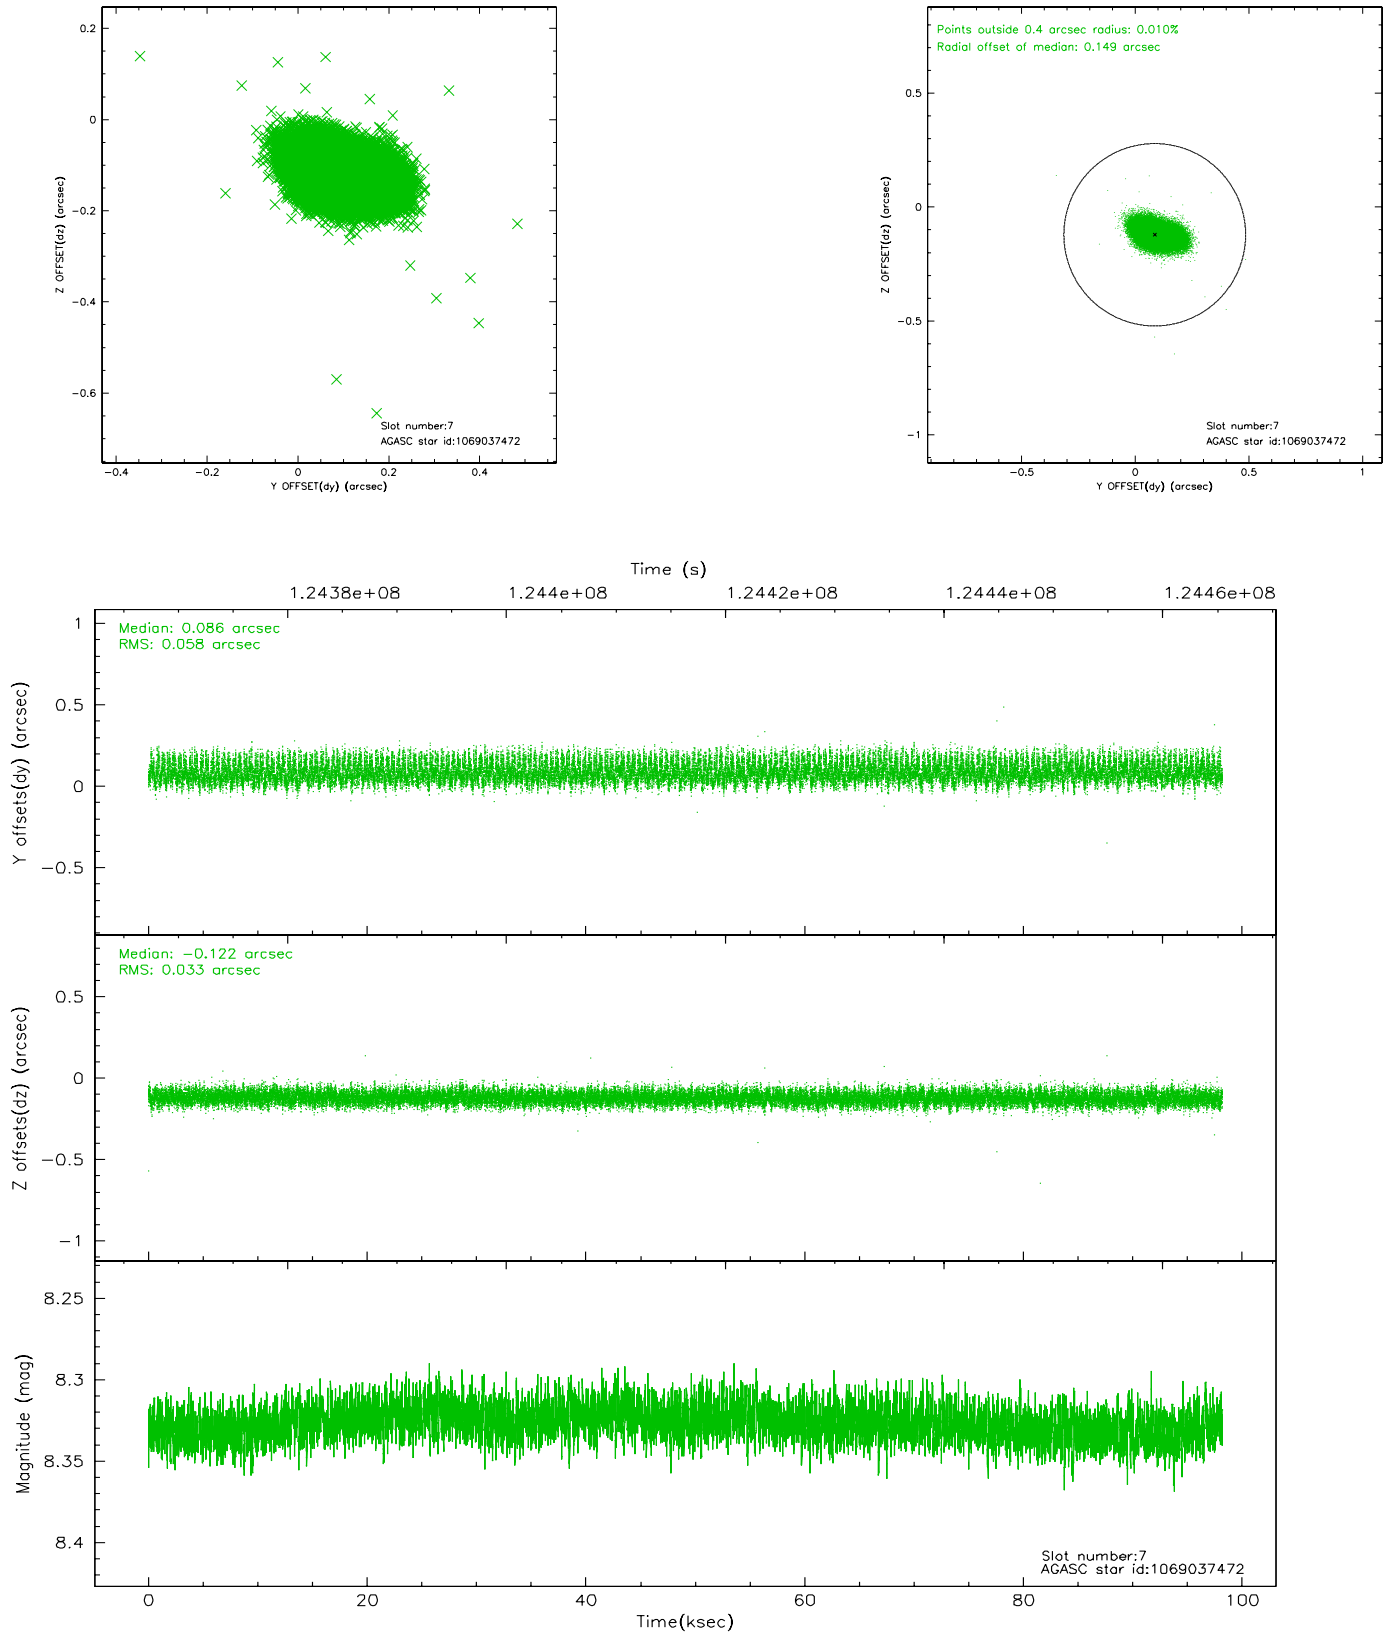 0.2
0
−0.2
−0.4
−0.6
Z OFFSET(dz) (arcsec)
Slot number:7
AGASC star id:1069037472
−0.4
−0.2
0
0.2
0.4
Y OFFSET(dy) (arcsec)
Points outside 0.4 arcsec radius: 0.010%
Radial offset of median: 0.149 arcsec
0.5
0
−0.5
−1
Z OFFSET(dz) (arcsec)
Slot number:7
AGASC star id:1069037472
−0.5
0
0.5
1
Y OFFSET(dy) (arcsec)
Time (s)
1.2438e+08
1.244e+08
1.2442e+08
1.2444e+08
1.2446e+08
Median: 0.086 arcsec
RMS: 0.058 arcsec
1
0.5
0
−0.5
Y offsets(dy) (arcsec)
Median: −0.122 arcsec
RMS: 0.033 arcsec
0.5
0
−0.5
−1
Z offsets(dz) (arcsec)
8.25
8.3
8.35
8.4
Magnitude (mag)
Slot number:7
AGASC star id:1069037472
0
20
40
60
80
100
Time(ksec)